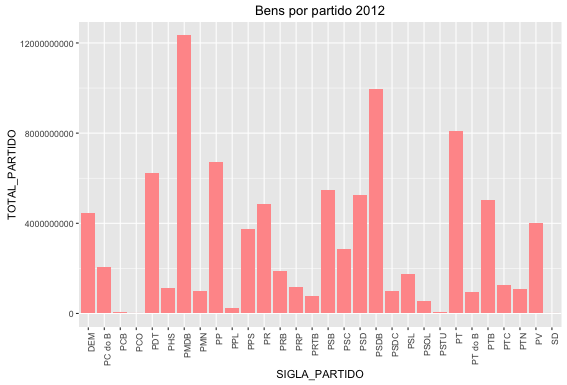 Bens por partido 2012
TOTAL_PARTIDO
12000000000
8000000000
4000000000
0
DEM
PC do B
PCB
PCO
PDT
PHS
PMDB
PMN
PP
PPL
PPS
PR
PRB
PRP
PRTB
PSB
PSC
PSD
PSDB
PSDC
PSL
PSOL
PSTU
PT
PT do B
PTB
PTC
PTN
PV
SD
SIGLA_PARTIDO